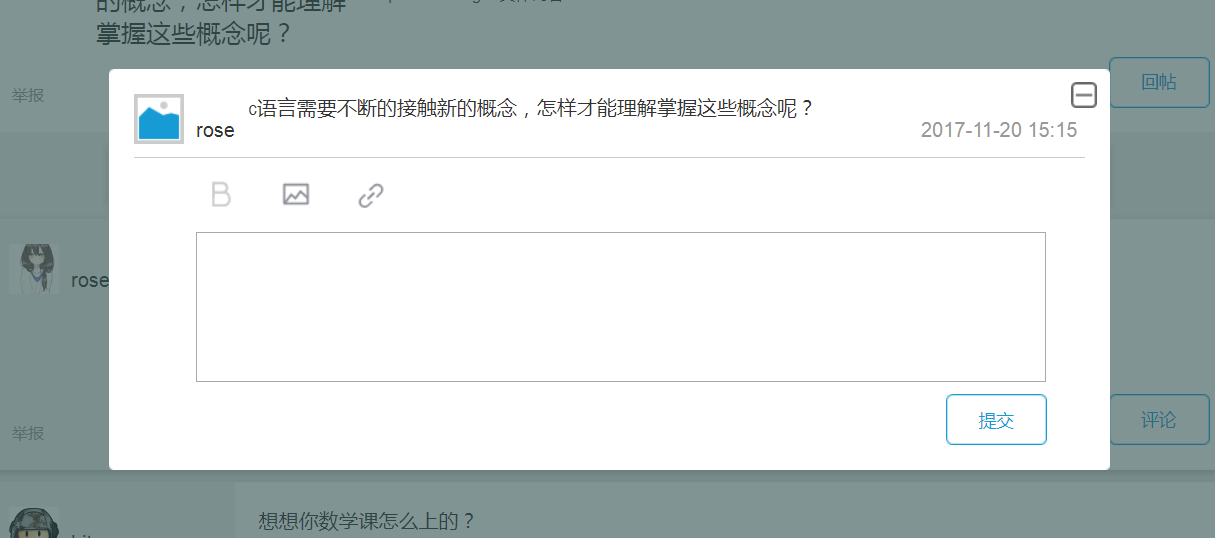 的概念，怎样才能理解
掌握这些概念呢？
举报
回帖
c语言需要不断的接触新的概念，怎样才能理解掌握这些概念呢？
rose
2017-11-20 15:15
B
rose
提交
举报
评论
想想你数学课怎么上的？